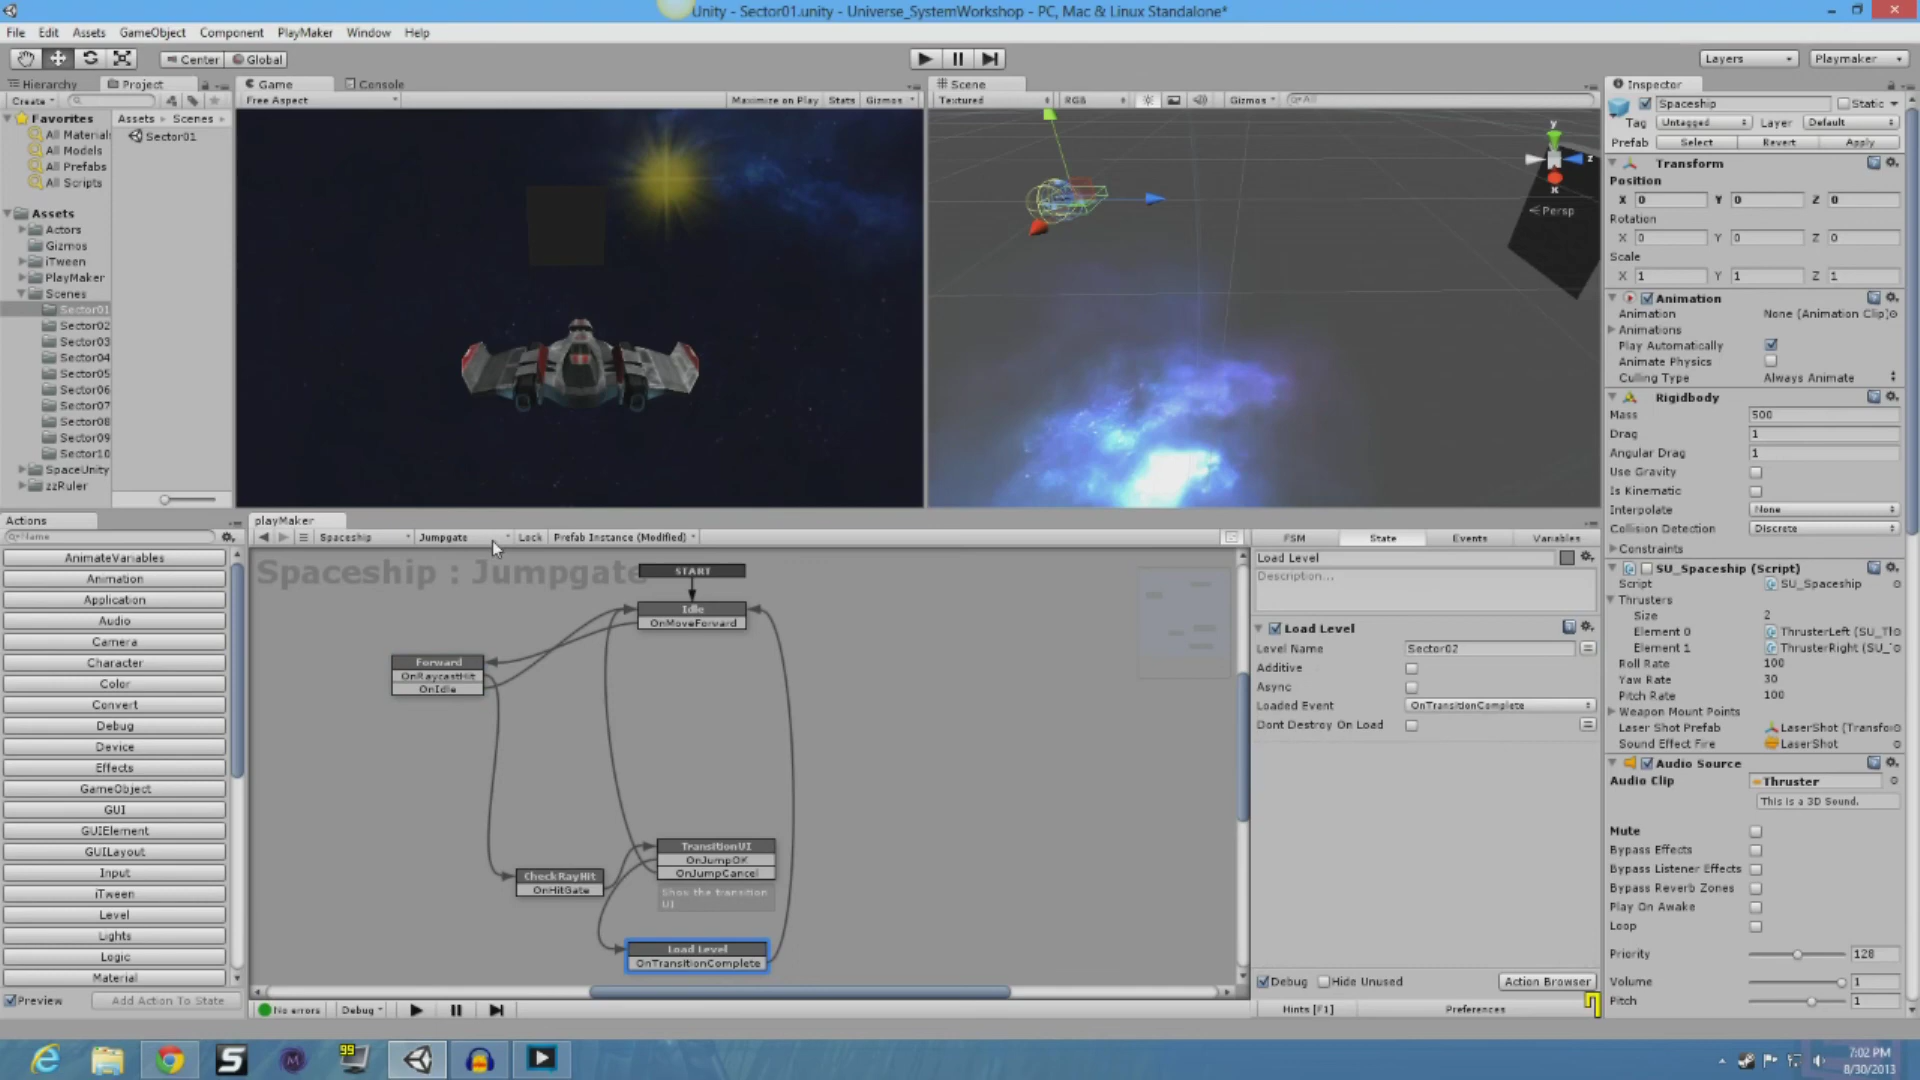 Unity - Sector01.unity - Universe_SystemWorkshop - PC, Mac & Linux Standalone*
File Edit Assets GameObject Component PlayMaker Window Help
Center Global
Layers Playmaker
Hierarchy Project
Create
Favorites
All Material
All Models
All Prefabs
All Scripts
Assets
Actors
Gizmos
iTween
PlayMaker
Scenes
Sector01
Sector02
Sector03
Sector04
Sector05
Sector06
Sector07
Sector08
Sector09
Sector10
SpaceUnity
zzRuler
Assets Scenes
Sector01
Game Console
Free Aspect Maximize on Play Stats Gizmos
Scene
Textured RGB Gizmos All
y
z
x
Persp
Inspector
Spaceship Static
Tag Untagged Layer Default
Prefab Select Revert Apply
Transform
Position
X 0 Y 0 Z 0
Rotation
X 0 Y 0 Z 0
Scale
X 1 Y 1 Z 1
Animation
Animation None (Animation Clip)
Animations
Play Automatically
Animate Physics
Culling Type Always Animate
Rigidbody
Mass 500
Drag 1
Angular Drag 1
Use Gravity
Is Kinematic
Interpolate None
Collision Detection Discrete
Constraints
SU_Spaceship (Script)
Script SU_Spaceship
Thrusters
Size 2
Element 0 ThrusterLeft (SU_Th
Element 1 ThrusterRight (SU_
Roll Rate 100
Yaw Rate 30
Pitch Rate 100
Weapon Mount Points
Laser Shot Prefab LaserShot (Transfo
Sound Effect Fire LaserShot
Audio Source
Audio Clip Thruster
This is a 3D Sound.
Mute
Bypass Effects
Bypass Listener Effects
Bypass Reverb Zones
Play On Awake
Loop
Priority 128
Volume 1
Pitch 1
Actions
Name
AnimateVariables
Animation
Application
Audio
Camera
Character
Color
Convert
Debug
Device
Effects
GameObject
GUI
GUIElement
GUILayout
Input
iTween
Level
Lights
Logic
Material
Preview Add Action To State
playMaker
Spaceship Jumpgate Lock Prefab Instance (Modified)
Spaceship : Jumpgate
START
Idle
OnMoveForward
Forward
OnRaycastHit
OnIdle
CheckRayHit
OnHitGate
TransitionUI
OnJumpOK
OnJumpCancel
Show the transition
UI
Load Level
OnTransitionComplete
No errors Debug
FSM State Events Variables
Load Level
Description...
Load Level
Level Name Sector02
Additive
Async
Loaded Event OnTransitionComplete
Dont Destroy On Load
Debug Hide Unused Action Browser
Hints [F1] Preferences
99
7:02 PM
8/30/2013